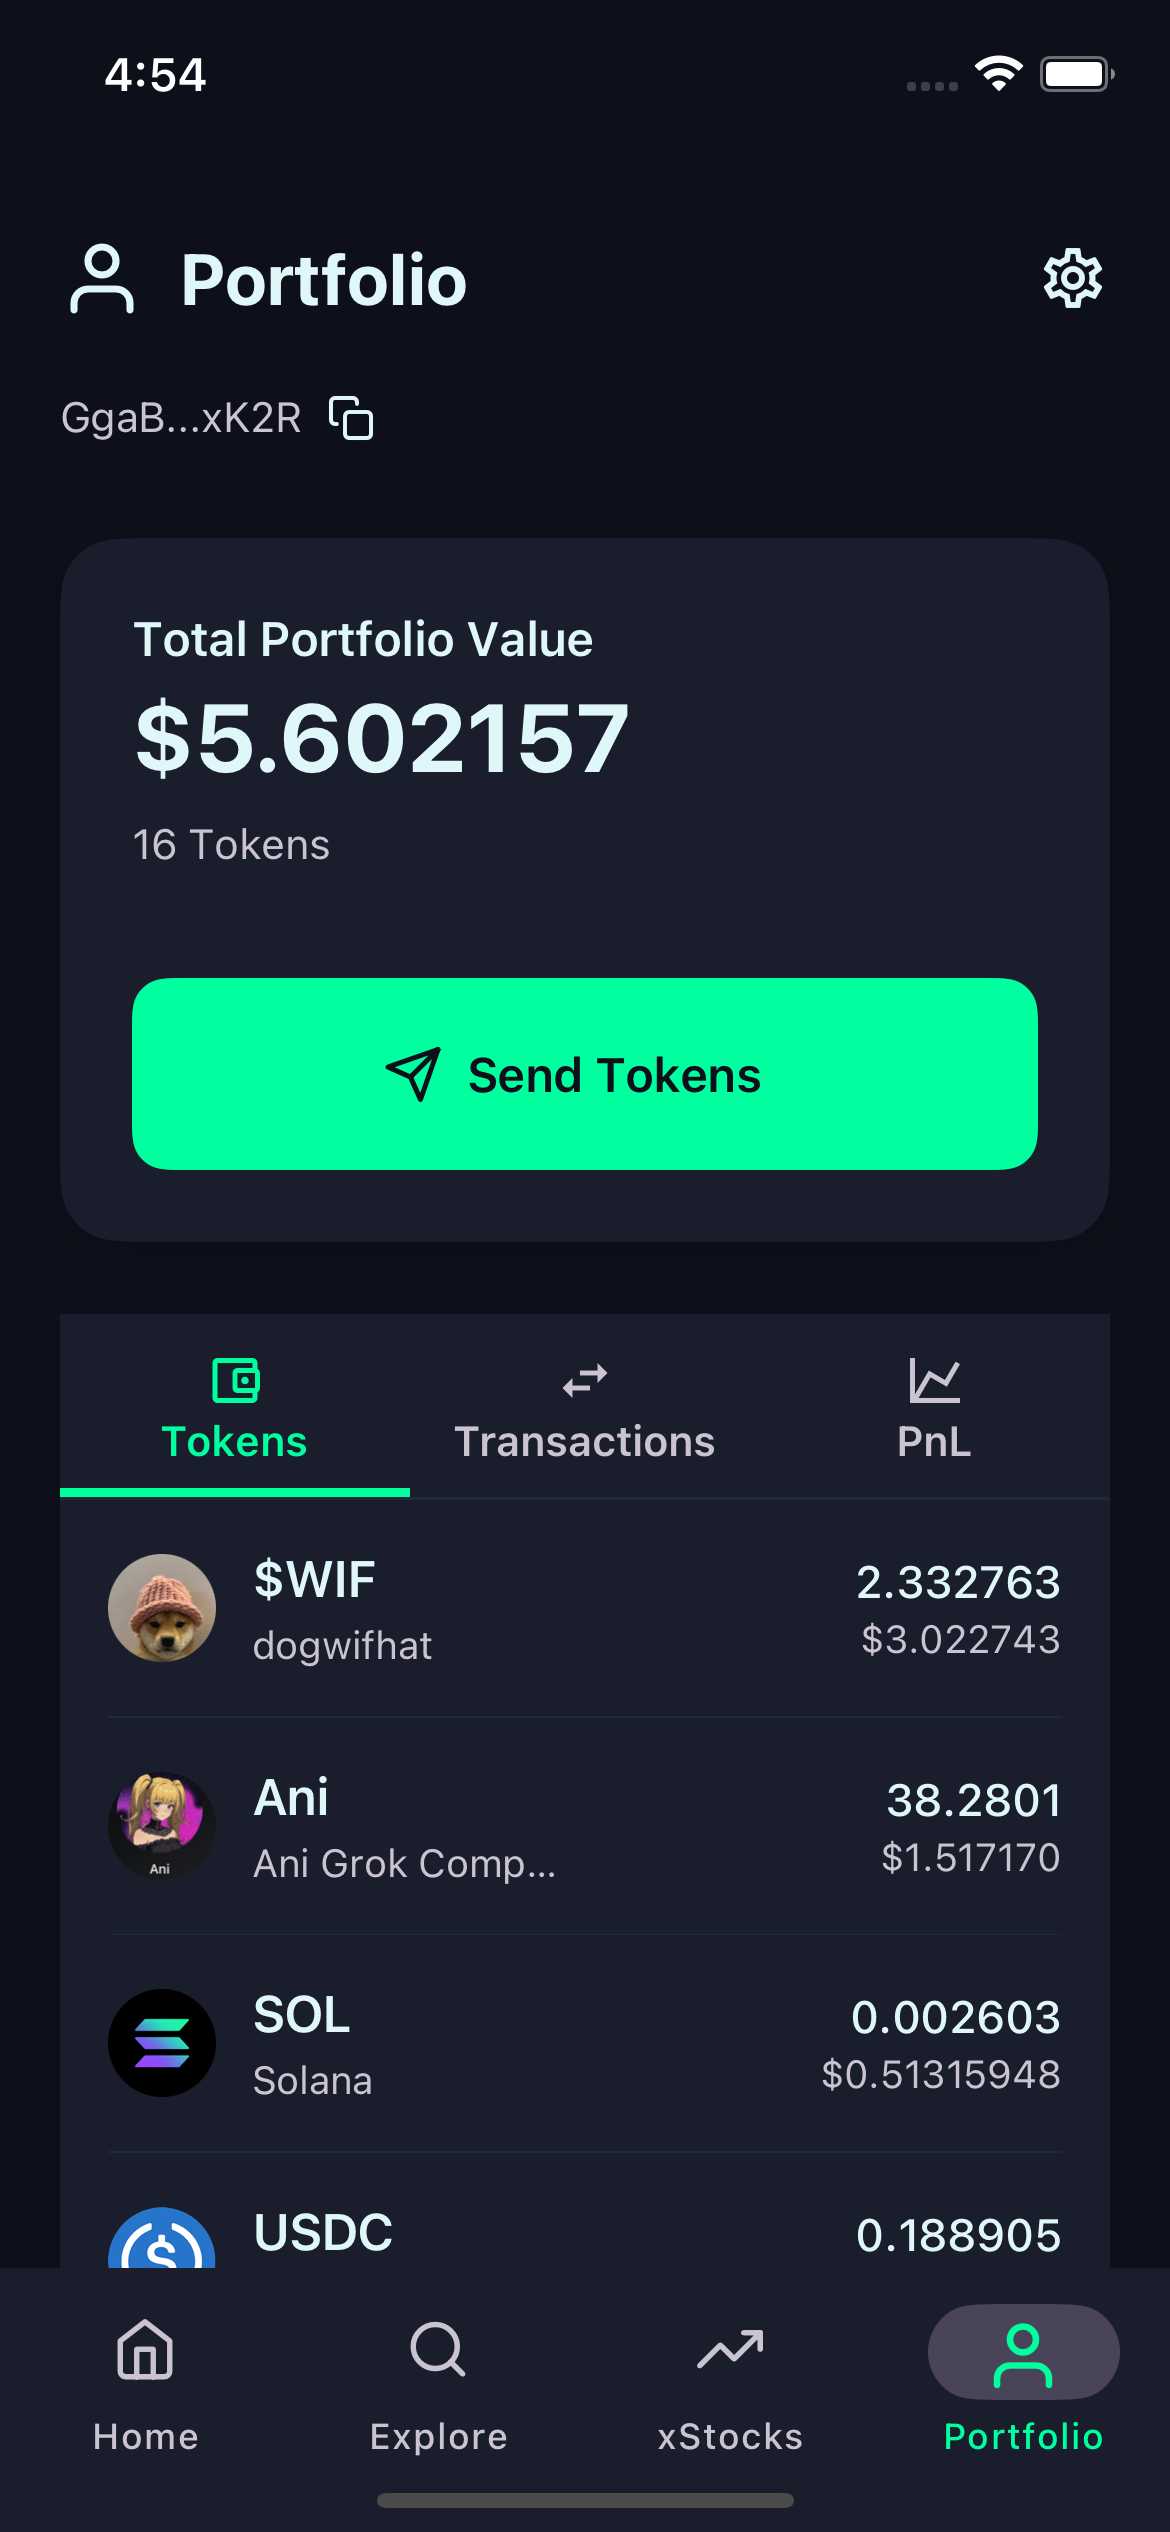 4:54
Portfolio
GgaB...xK2R
Total Portfolio Value
$5.602157
16 Tokens
Send Tokens
Tokens
Transactions
PnL
$WIF
2.332763
dogwifhat
$3.022743
Ani
38.2801
Ani
Ani Grok Comp...
$1.517170
SOL
0.002603
Solana
$0.51315948
USDC
0.188905
Home
Explore
xStocks
Portfolio